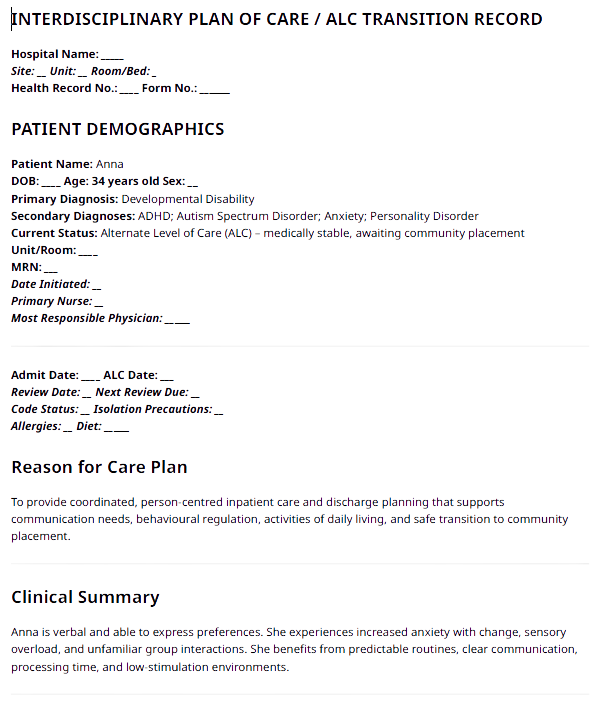 INTERDISCIPLINARY PLAN OF CARE / ALC TRANSITION RECORD
Hospital Name: _____
Site: __ Unit: __ Room/Bed: _
Health Record No.: ____ Form No.: ______
PATIENT DEMOGRAPHICS
Patient Name: Anna
DOB: ____ Age: 34 years old Sex: __
Primary Diagnosis: Developmental Disability
Secondary Diagnoses: ADHD; Autism Spectrum Disorder; Anxiety; Personality Disorder
Current Status: Alternate Level of Care (ALC) – medically stable, awaiting community placement
Unit/Room: ____
MRN: ___
Date Initiated: __
Primary Nurse: __
Most Responsible Physician: _____
Admit Date: ____ ALC Date: ___
Review Date: __ Next Review Due: __
Code Status: __ Isolation Precautions: __
Allergies: __ Diet: _____
Reason for Care Plan
To provide coordinated, person-centred inpatient care and discharge planning that supports
communication needs, behavioural regulation, activities of daily living, and safe transition to community
placement.
Clinical Summary
Anna is verbal and able to express preferences. She experiences increased anxiety with change, sensory
overload, and unfamiliar group interactions. She benefits from predictable routines, clear communication,
processing time, and low-stimulation environments.